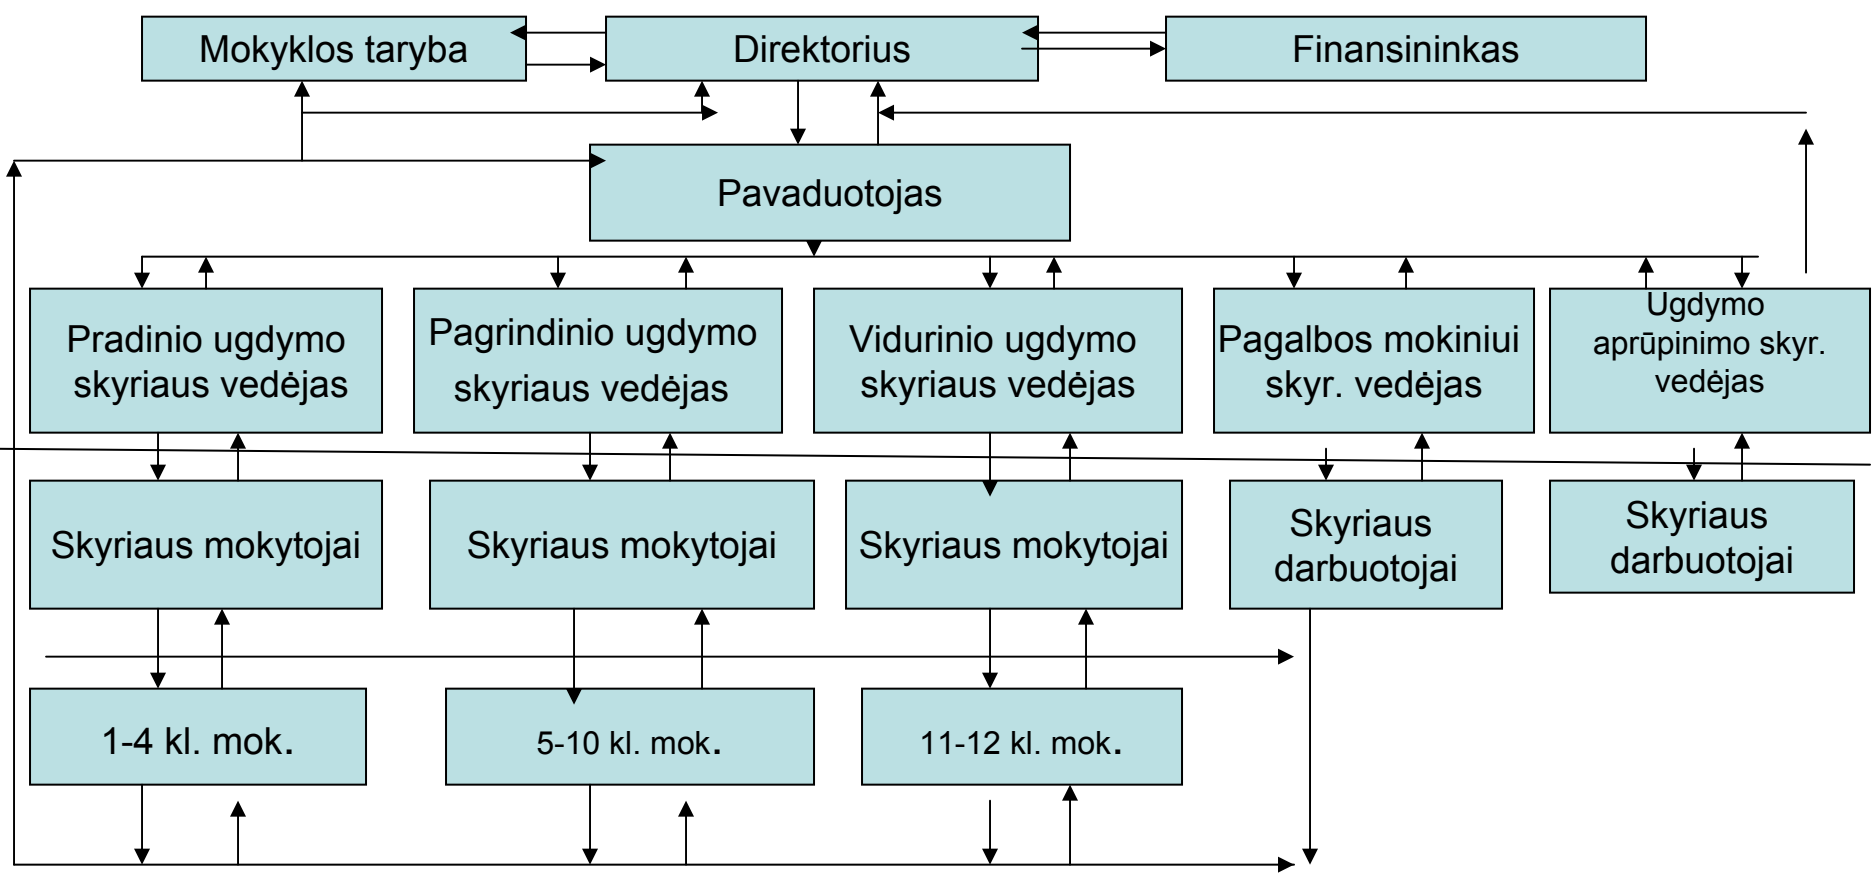 Mokyklos taryba
Direktorius
Finansininkas
Pavaduotojas
Pradinio ugdymo
skyriaus vedėjas
Pagrindinio ugdymo
skyriaus vedėjas
Vidurinio ugdymo
skyriaus vedėjas
Pagalbos mokiniui
skyr. vedėjas
Ugdymo
aprūpinimo skyr.
vedėjas
Skyriaus mokytojai
Skyriaus mokytojai
Skyriaus mokytojai
Skyriaus
darbuotojai
Skyriaus
darbuotojai
1-4 kl. mok.
5-10 kl. mok.
11-12 kl. mok.